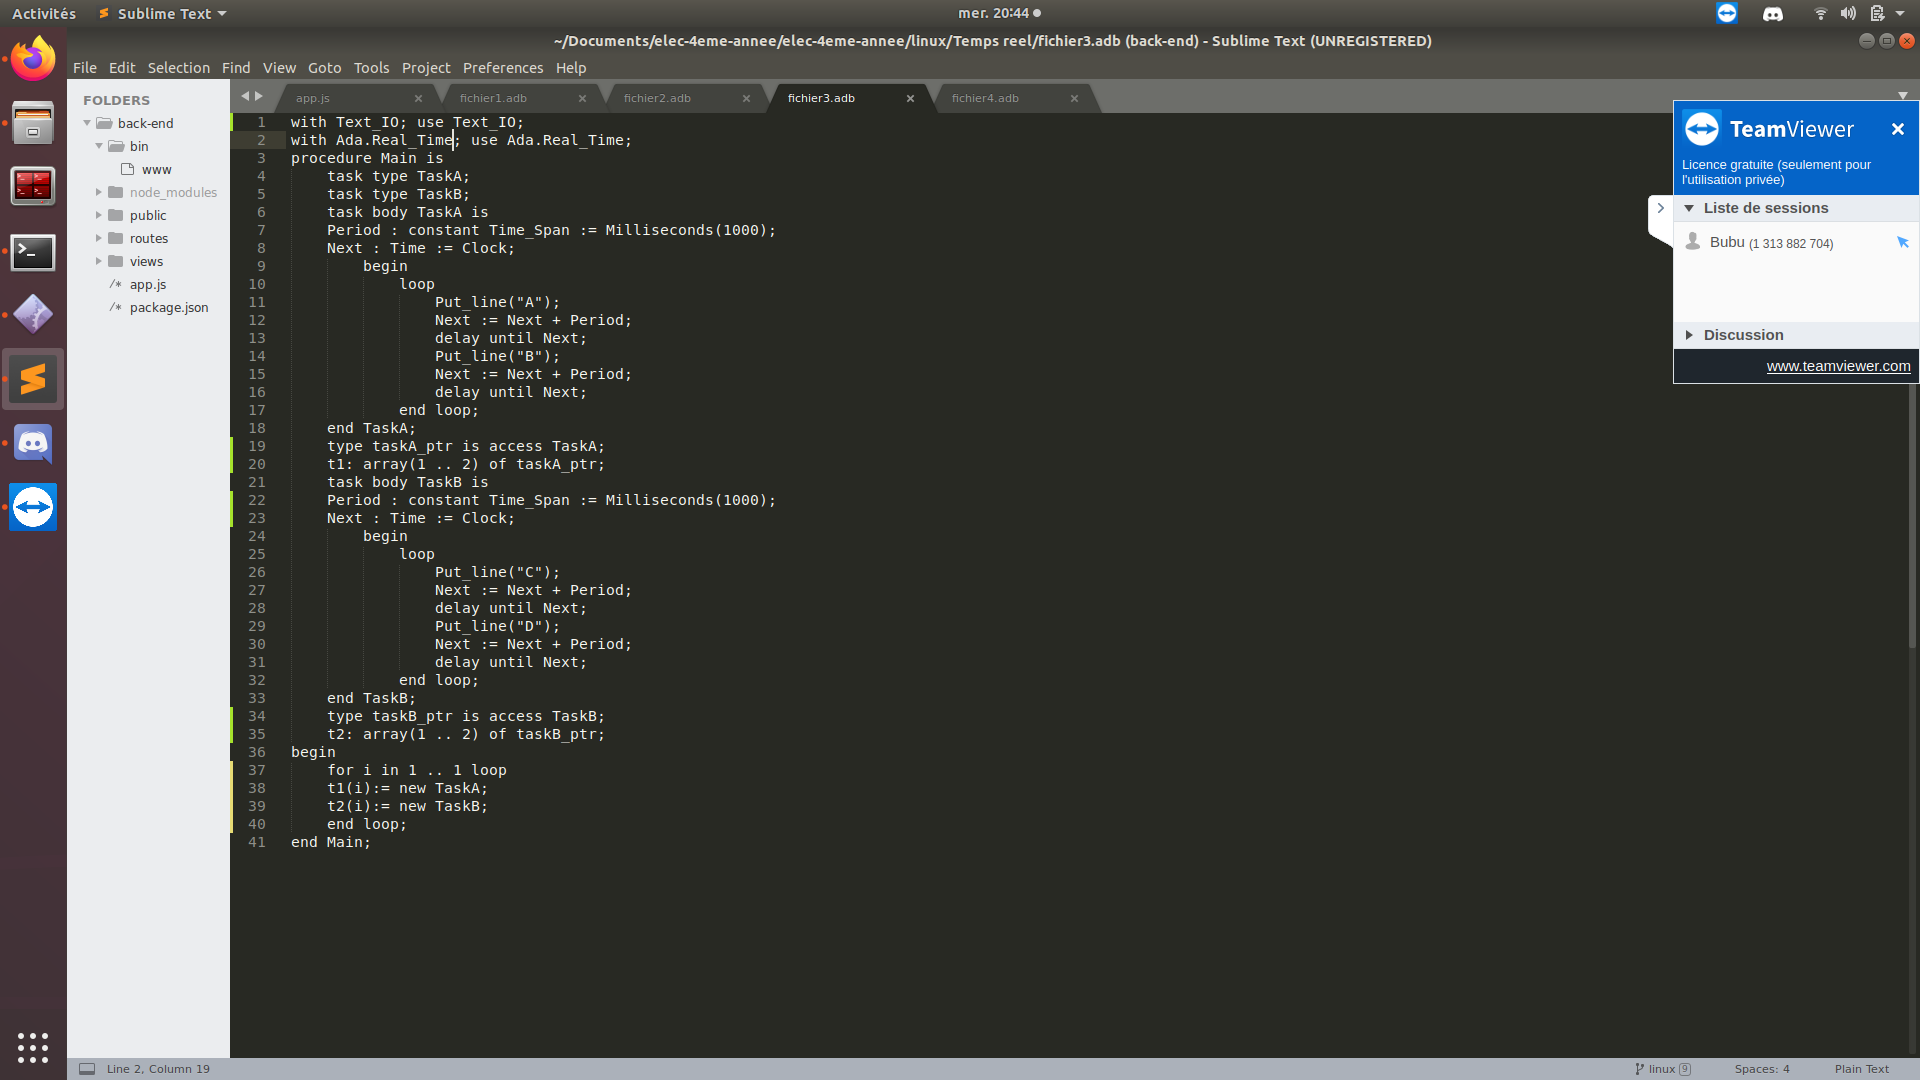 Activités Sublime Text mer. 20:44
~/Documents/elec-4eme-annee/elec-4eme-annee/linux/Temps reel/fichier3.adb (back-end) - Sublime Text (UNREGISTERED)
File Edit Selection Find View Goto Tools Project Preferences Help
FOLDERS
back-end
bin
www
node_modules
public
routes
views
/* app.js
/* package.json
app.js fichier1.adb fichier2.adb fichier3.adb fichier4.adb
1 with Text_IO; use Text_IO;
2 with Ada.Real_Time; use Ada.Real_Time;
3 procedure Main is
4 task type TaskA;
5 task type TaskB;
6 task body TaskA is
7 Period : constant Time_Span := Milliseconds(1000);
8 Next : Time := Clock;
9 begin
10 loop
11 Put_line("A");
12 Next := Next + Period;
13 delay until Next;
14 Put_line("B");
15 Next := Next + Period;
16 delay until Next;
17 end loop;
18 end TaskA;
19 type taskA_ptr is access TaskA;
20 t1: array(1 .. 2) of taskA_ptr;
21 task body TaskB is
22 Period : constant Time_Span := Milliseconds(1000);
23 Next : Time := Clock;
24 begin
25 loop
26 Put_line("C");
27 Next := Next + Period;
28 delay until Next;
29 Put_line("D");
30 Next := Next + Period;
31 delay until Next;
32 end loop;
33 end TaskB;
34 type taskB_ptr is access TaskB;
35 t2: array(1 .. 2) of taskB_ptr;
36 begin
37 for i in 1 .. 1 loop
38 t1(i):= new TaskA;
39 t2(i):= new TaskB;
40 end loop;
41 end Main;
TeamViewer
Licence gratuite (seulement pour
l'utilisation privée)
Liste de sessions
Bubu (1 313 882 704)
Discussion
www.teamviewer.com
Line 2, Column 19 linux 9 Spaces: 4 Plain Text